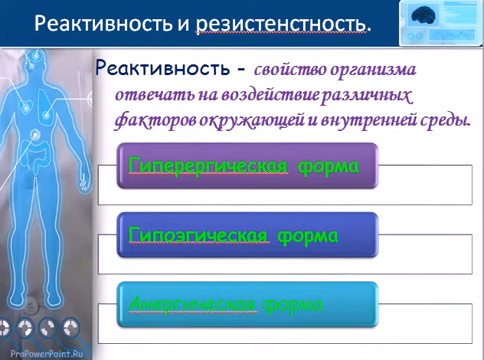 Реактивность и резистенстность.
Реактивность - свойство организма
отвечать на воздействие различных
факторов окружающей и внутренней среды.
Гиперергическая форма
Гипоэгическая форма
Анергическая форма
ProPowerPoint.Ru